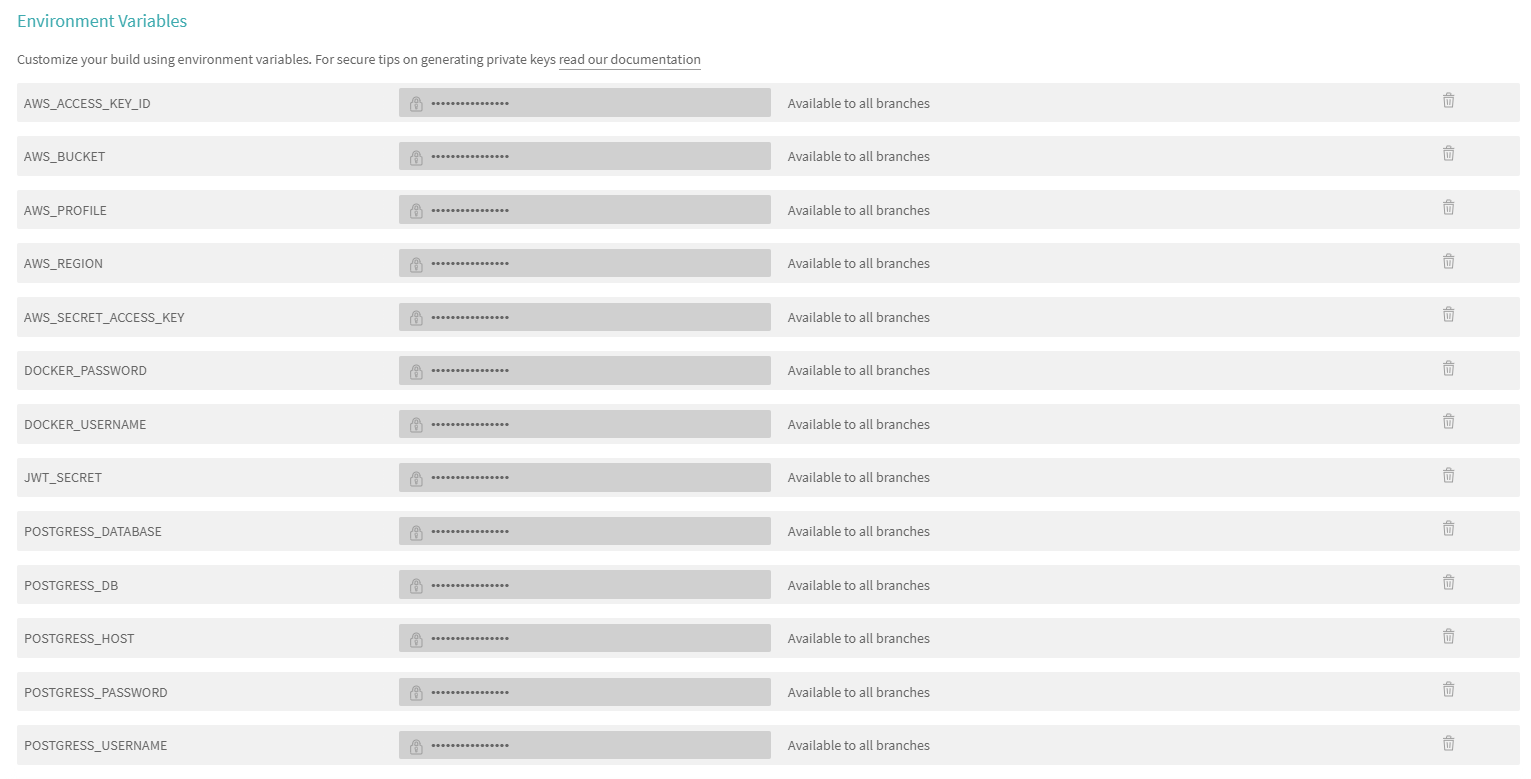 Environment Variables
Customize your build using environment variables. For secure tips on generating private keys read our documentation
AWS_ACCESS_KEY_ID •••••••••••••••• Available to all branches
AWS_BUCKET •••••••••••••••• Available to all branches
AWS_PROFILE •••••••••••••••• Available to all branches
AWS_REGION •••••••••••••••• Available to all branches
AWS_SECRET_ACCESS_KEY •••••••••••••••• Available to all branches
DOCKER_PASSWORD •••••••••••••••• Available to all branches
DOCKER_USERNAME •••••••••••••••• Available to all branches
JWT_SECRET •••••••••••••••• Available to all branches
POSTGRESS_DATABASE •••••••••••••••• Available to all branches
POSTGRESS_DB •••••••••••••••• Available to all branches
POSTGRESS_HOST •••••••••••••••• Available to all branches
POSTGRESS_PASSWORD •••••••••••••••• Available to all branches
POSTGRESS_USERNAME •••••••••••••••• Available to all branches